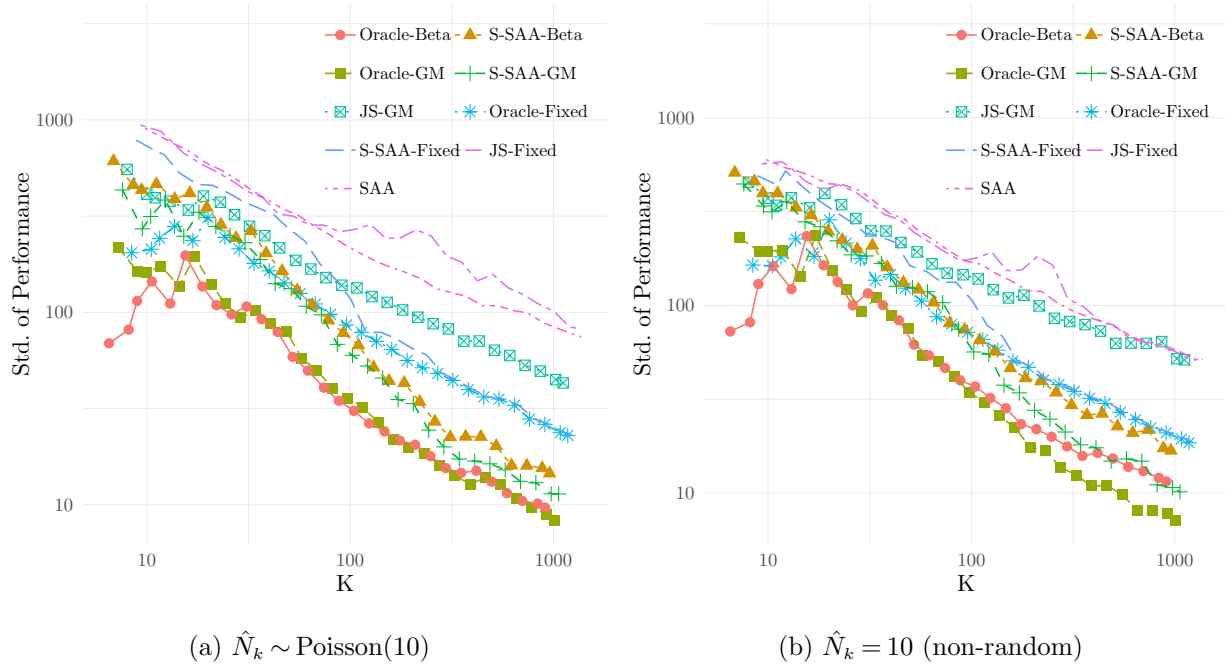 Oracle-Beta S-SAA-Beta
Oracle-GM S-SAA-GM
JS-GM Oracle-Fixed
S-SAA-Fixed JS-Fixed
SAA
1000
100
10
Std. of Performance
10 100 1000
K
(a) N̂_k ∼ Poisson(10)
Oracle-Beta S-SAA-Beta
Oracle-GM S-SAA-GM
JS-GM Oracle-Fixed
S-SAA-Fixed JS-Fixed
SAA
1000
100
10
Std. of Performance
10 100 1000
K
(b) N̂_k = 10 (non-random)